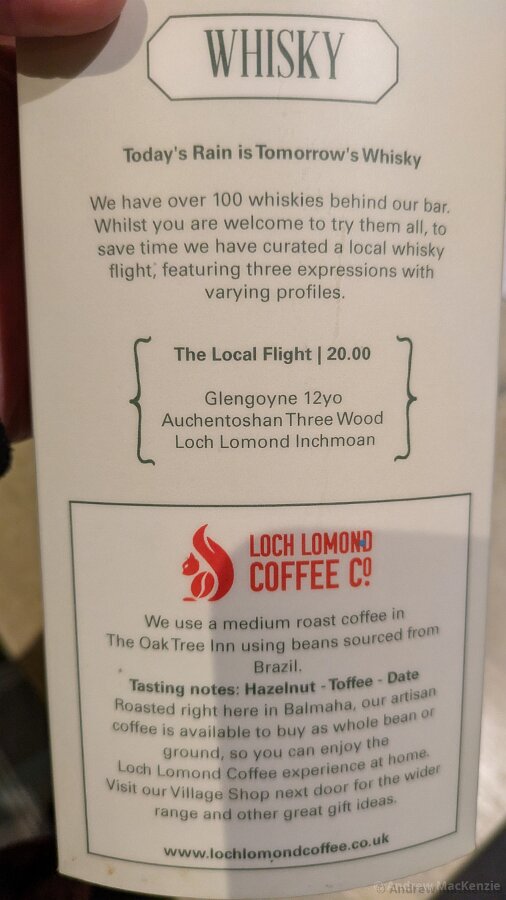 WHISKY
Today's Rain is Tomorrow's Whisky
We have over 100 whiskies behind our bar.
Whilst you are welcome to try them all, to
save time we have curated a local whisky
flight, featuring three expressions with
varying profiles.
The Local Flight | 20.00
Glengoyne 12yo
Auchentoshan Three Wood
Loch Lomond Inchmoan
LOCH LOMOND
COFFEE CO.
We use a medium roast coffee in
The Oak Tree Inn using beans sourced from
Brazil.
Tasting notes: Hazelnut - Toffee - Date
Roasted right here in Balmaha, our artisan
coffee is available to buy as whole bean or
ground, so you can enjoy the
Loch Lomond Coffee experience at home.
Visit our Village Shop next door for the wider
range and other great gift ideas.
www.lochlomondcoffee.co.uk
© Andrew MacKenzie